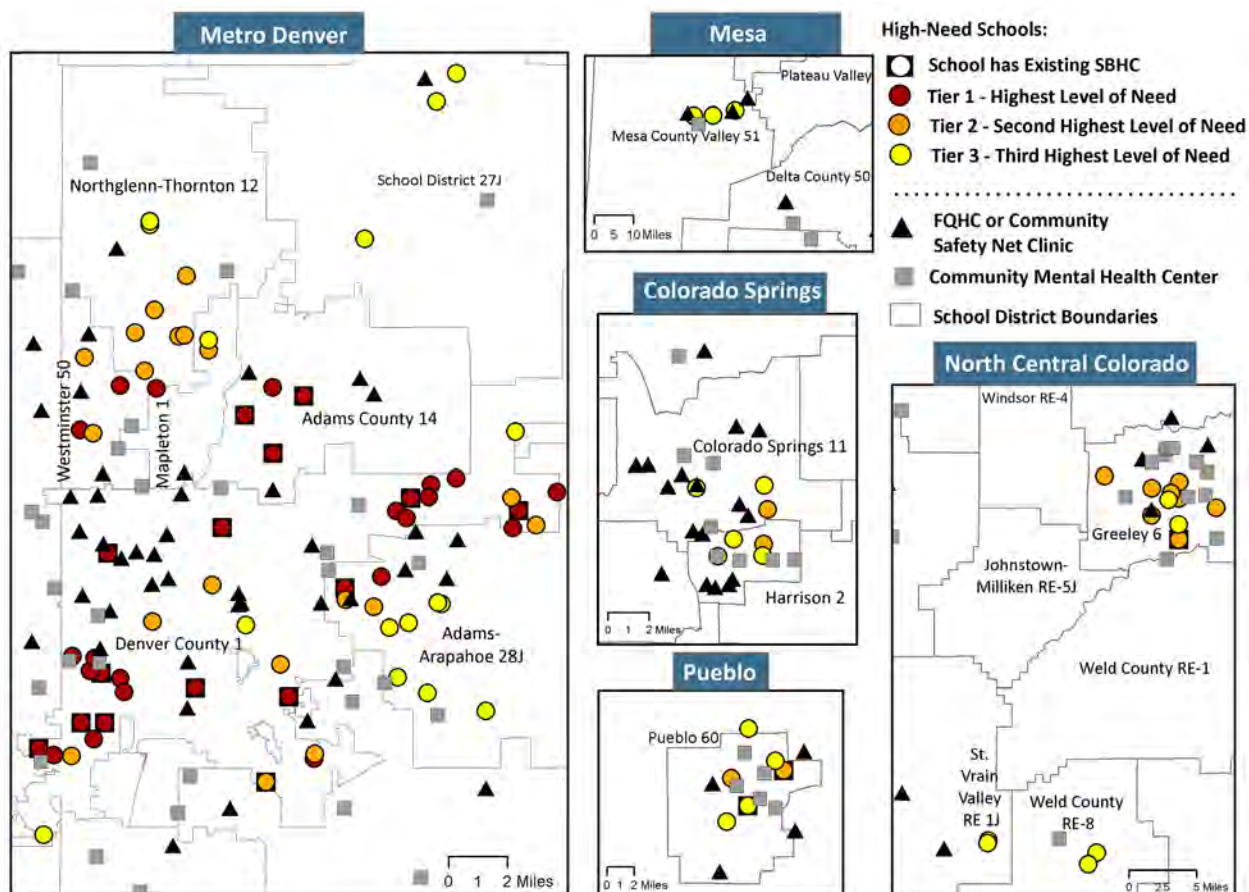 Metro Denver
Northglenn-Thornton 12
School District 27J
Westminster 50
Mapleton 1
Adams County 14
Denver County 1
Adams-
Arapahoe 28J
0 1 2 Miles
Mesa
Plateau Valley
Mesa County Valley 51
Delta County 50
0 5 10 Miles
Colorado Springs
Colorado Springs 11
Harrison 2
0 1 2 Miles
Pueblo
Pueblo 60
0 1 2 Miles
High-Need Schools:
School has Existing SBHC
Tier 1 - Highest Level of Need
Tier 2 - Second Highest Level of Need
Tier 3 - Third Highest Level of Need
FQHC or Community
Safety Net Clinic
Community Mental Health Center
School District Boundaries
North Central Colorado
Windsor RE-4
Greeley 6
Johnstown-
Milliken RE-5J
Weld County RE-1
St.
Vrain
Valley
RE 1J
Weld County
RE-8
0 2.5 5 Miles